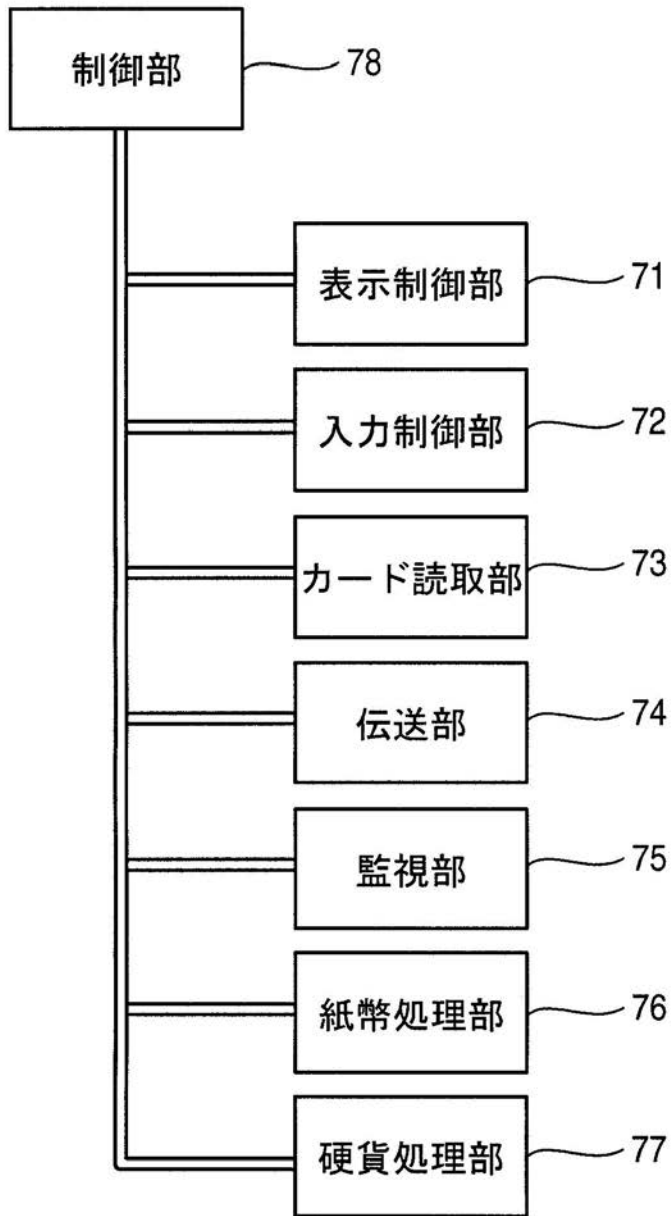 制御部 78
表示制御部 71
入力制御部 72
カード読取部 73
伝送部 74
監視部 75
紙幣処理部 76
硬貨処理部 77